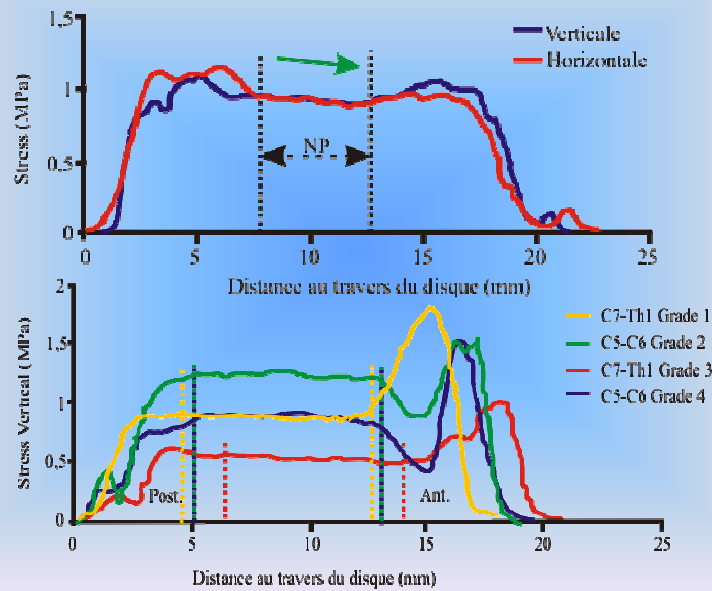 1.5
Verticale
Horizontale
1
Stress (MPa)
NP
0.5
0
0 5 10 15 20 25
Distance au travers du disque (mm)
2
C7-Th1 Grade 1
1.5
C5-C6 Grade 2
C7-Th1 Grade 3
C5-C6 Grade 4
1
Stress Vertical (MPa)
0.5
Post.
Ant.
0
0 5 10 15 20 25
Distance au travers du disque (mm)